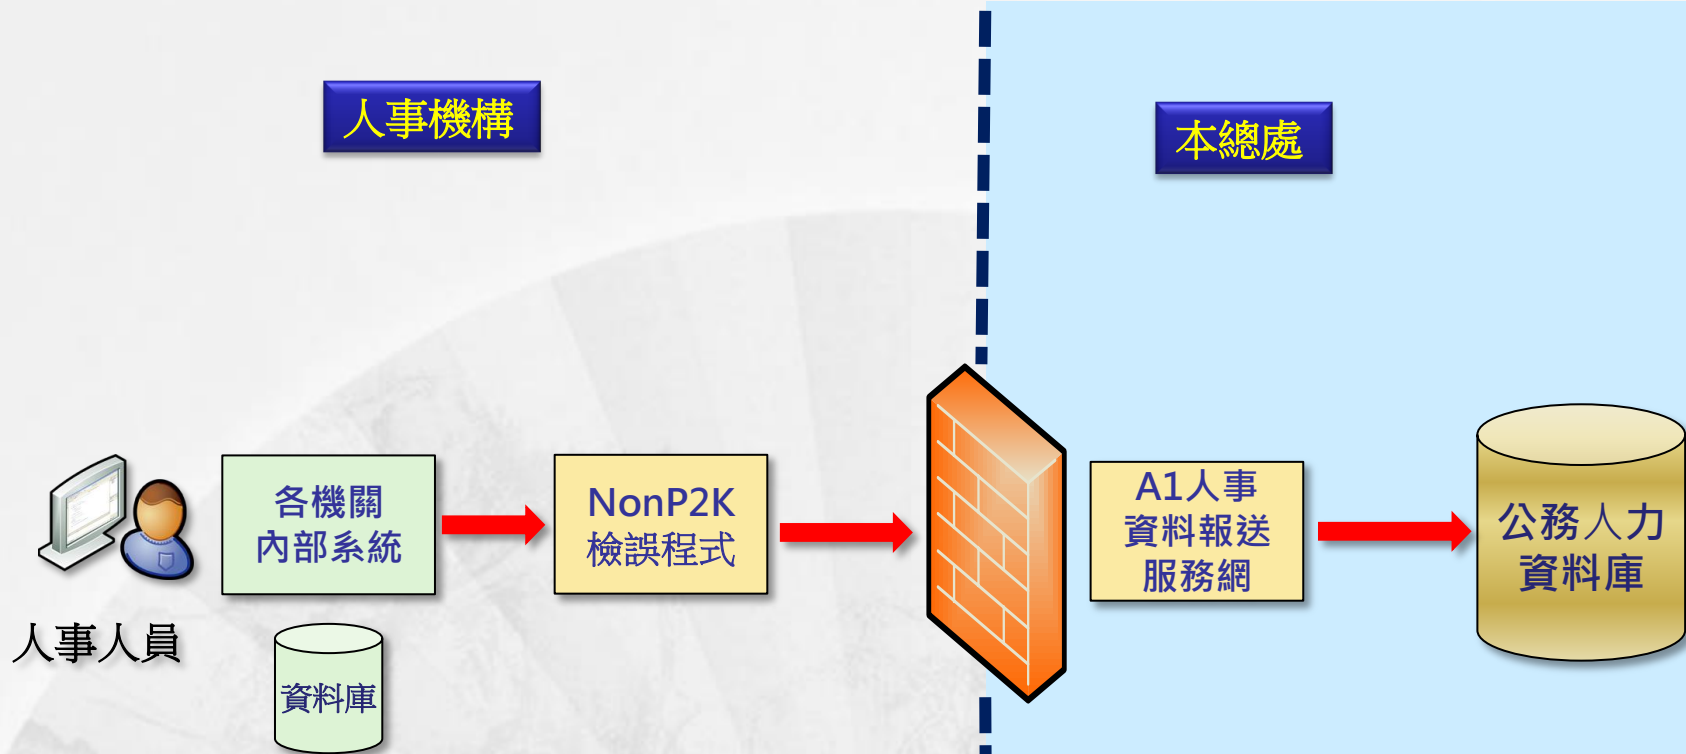 人事機構
本總處
各機關
內部系統
NonP2K
檢誤程式
A1人事
資料報送
服務網
公務人力
資料庫
人事人員
資料庫